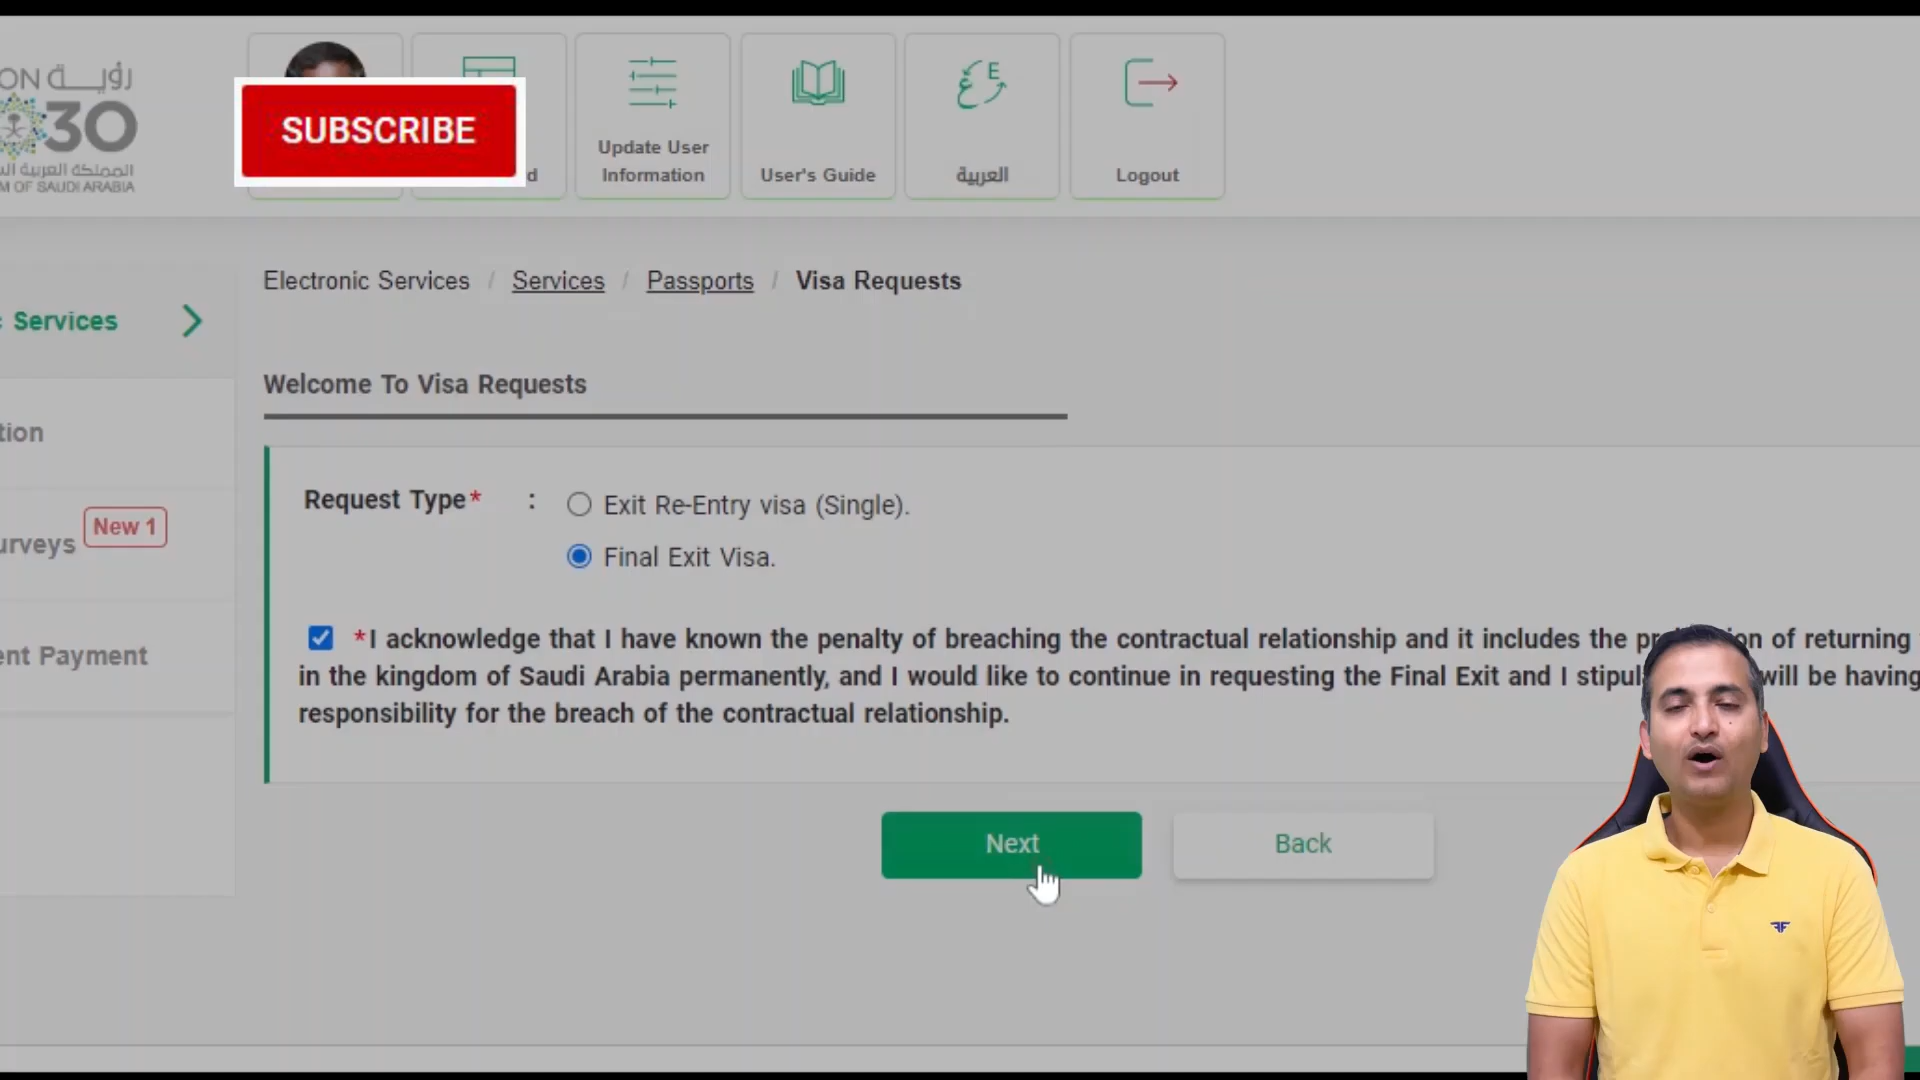 ON رؤيـــة
30
المملكة العربية الس
M OF SAUDI ARABIA
SUBSCRIBE
d
Update User
Information
User's Guide
E
ع
العربية
Logout
Electronic Services / Services / Passports / Visa Requests
c Services
tion
urveys New 1
ent Payment
Welcome To Visa Requests
Request Type* : Exit Re-Entry visa (Single).
Final Exit Visa.
*I acknowledge that I have known the penalty of breaching the contractual relationship and it includes the pr on of returning
in the kingdom of Saudi Arabia permanently, and I would like to continue in requesting the Final Exit and I stipul will be having
responsibility for the breach of the contractual relationship.
Next
Back